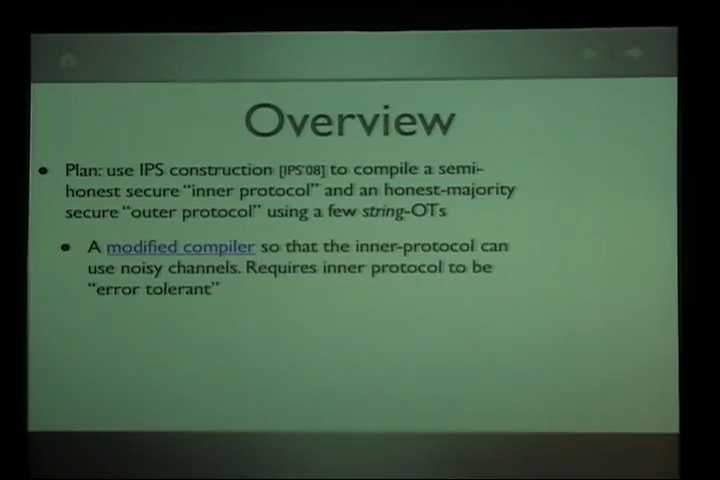 Overview
Plan: use IPS construction [IPS'08] to compile a semi-
honest secure "inner protocol" and an honest-majority
secure "outer protocol" using a few string-OTs
A modified compiler so that the inner-protocol can
use noisy channels. Requires inner protocol to be
"error tolerant"